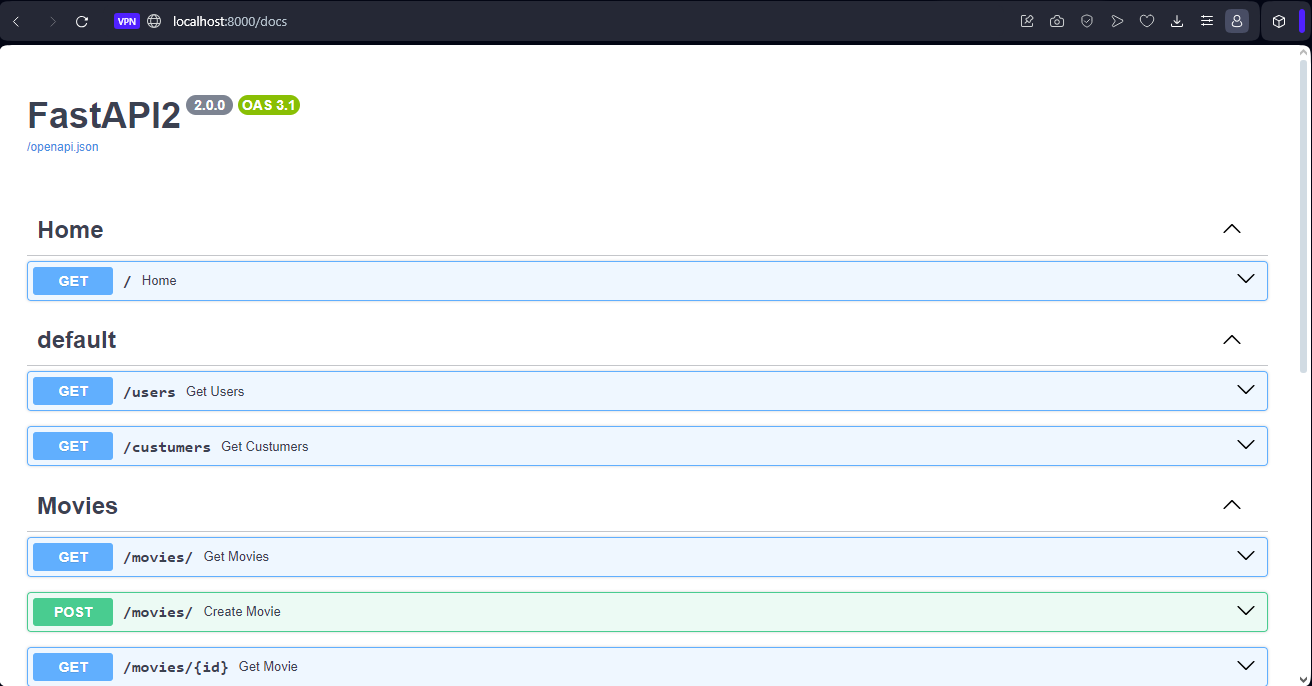 VPN localhost:8000/docs
FastAPI2 2.0.0 OAS 3.1
/openapi.json
Home
GET / Home
default
GET /users Get Users
GET /custumers Get Custumers
Movies
GET /movies/ Get Movies
POST /movies/ Create Movie
GET /movies/{id} Get Movie